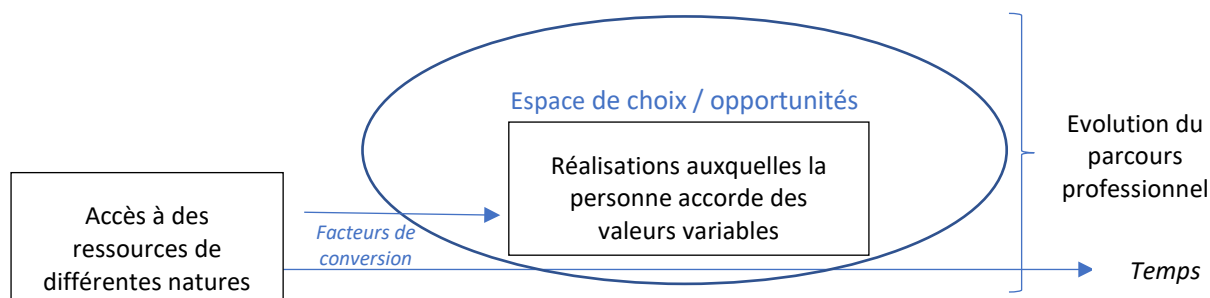 Espace de choix / opportunités
Réalisations auxquelles la
personne accorde des
valeurs variables
Evolution du
parcours
professionnel
Accès à des
ressources de
différentes natures
Facteurs de
conversion
Temps